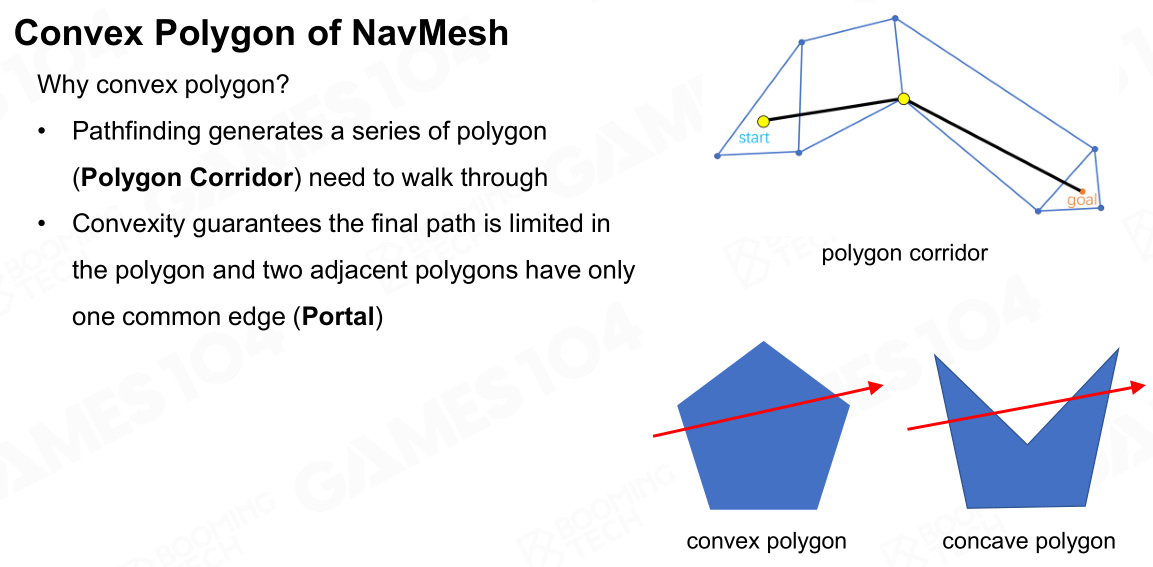 Convex Polygon of NavMesh
Why convex polygon?
• Pathfinding generates a series of polygon
(Polygon Corridor) need to walk through
• Convexity guarantees the final path is limited in
the polygon and two adjacent polygons have only
one common edge (Portal)
start
goal
polygon corridor
convex polygon
concave polygon
GAMES104
BOOMING
TECH